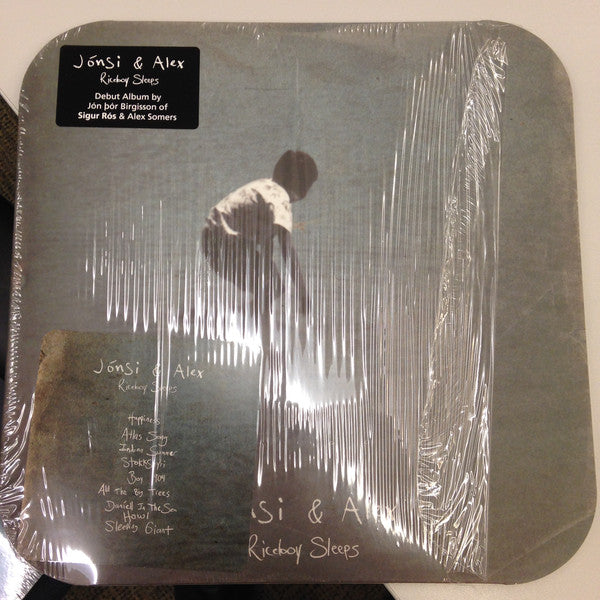 Jónsi & Alex
Riceboy Sleeps
Debut Album by
Jón þór Birgisson of
Sigur Rós & Alex Somers
Jónsi & Alex
Riceboy Sleeps
Happiness
Atlas Song
Indian Summer
Stokkseyri
Boy 1904
All The Big Trees
Daníell In The Sea
Howl
Sleeping Giant
nsi & Alex
Riceboy Sleeps